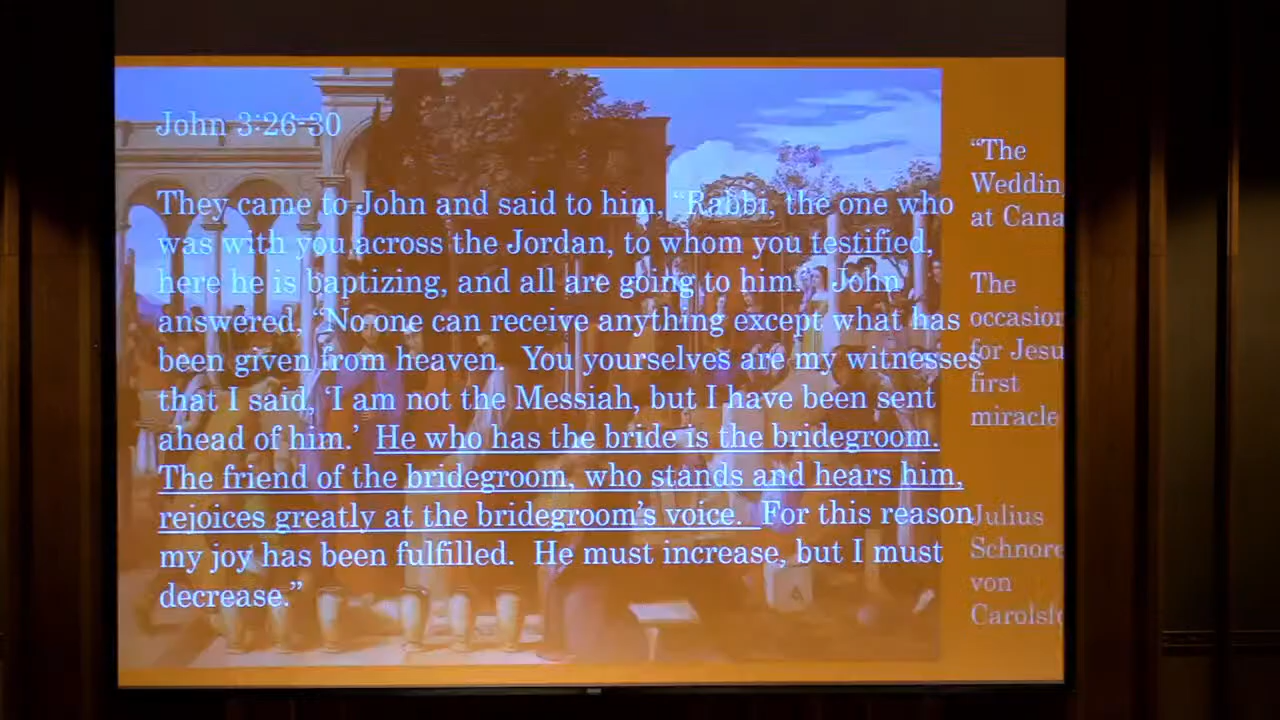 John 3:26-30
They came to John and said to him, “Rabbi, the one who
was with you across the Jordan, to whom you testified,
here he is baptizing, and all are going to him.” John
answered, “No one can receive anything except what has
been given from heaven. You yourselves are my witnesses
that I said, ‘I am not the Messiah, but I have been sent
ahead of him.’ He who has the bride is the bridegroom.
The friend of the bridegroom, who stands and hears him,
rejoices greatly at the bridegroom’s voice. For this reason
my joy has been fulfilled. He must increase, but I must
decrease.”
“The
Weddin
at Cana
The
occasion
for Jesu
first
miracle
Julius
Schnor
von
Carolsf